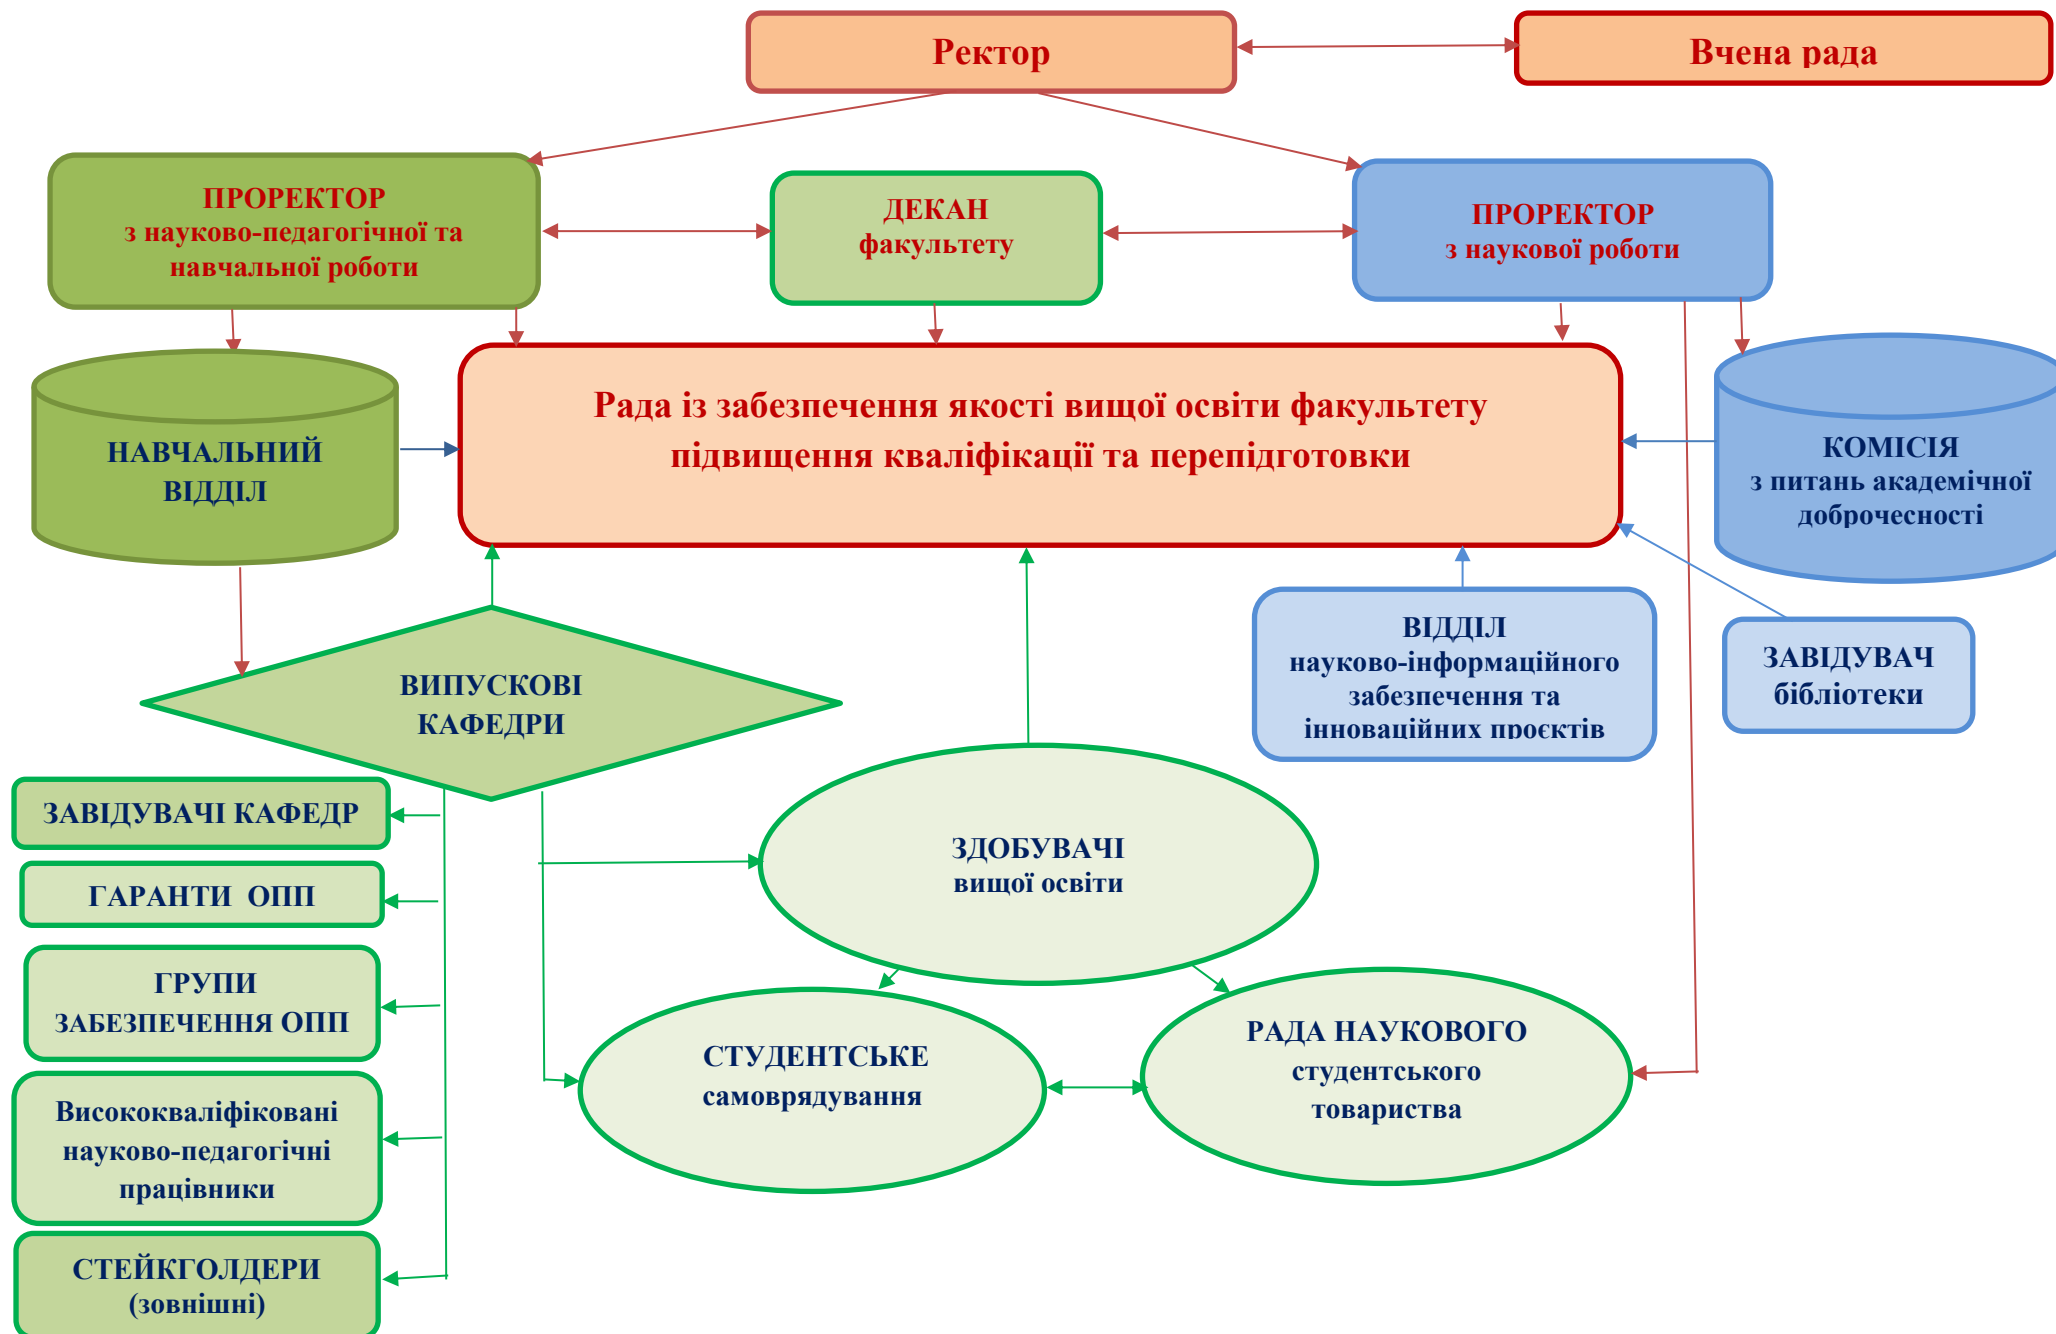 Ректор
Вчена рада
ПРОРЕКТОР
з науково-педагогічної та
навчальної роботи
ДЕКАН
факультету
ПРОРЕКТОР
з наукової роботи
НАВЧАЛЬНИЙ
ВІДДІЛ
Рада із забезпечення якості вищої освіти факультету
підвищення кваліфікації та перепідготовки
КОМІСІЯ
з питань академічної
доброчесності
ВИПУСКОВІ
КАФЕДРИ
ВІДДІЛ
науково-інформаційного
забезпечення та
інноваційних проєктів
ЗАВІДУВАЧ
бібліотеки
ЗАВІДУВАЧІ КАФЕДР
ГАРАНТИ ОПП
ГРУПИ
ЗАБЕЗПЕЧЕННЯ ОПП
Висококваліфіковані
науково-педагогічні
працівники
СТЕЙКГОЛДЕРИ
(зовнішні)
ЗДОБУВАЧІ
вищої освіти
СТУДЕНТСЬКЕ
самоврядування
РАДА НАУКОВОГО
студентського
товариства